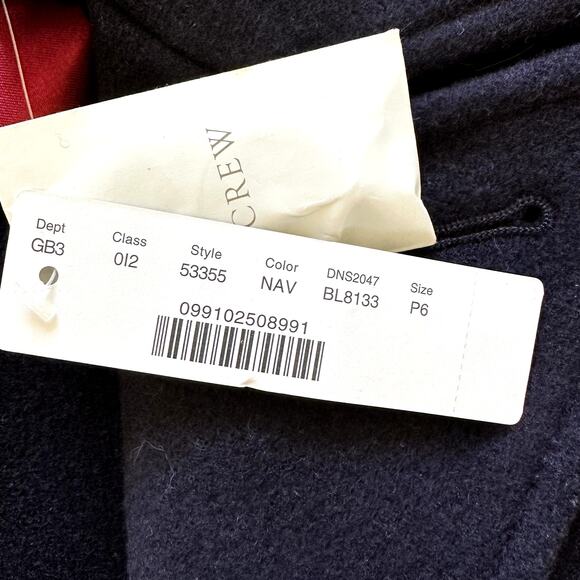 CREW
Dept Class Style Color DNS2047 Size
GB3 0I2 53355 NAV BL8133 P6
099102508991